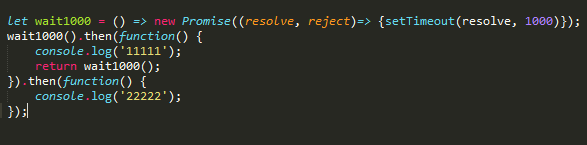 let wait1000 = () => new Promise((resolve, reject)=> {setTimeout(resolve, 1000)});
wait1000().then(function() {
    console.log('11111');
    return wait1000();
}).then(function() {
    console.log('22222');
});